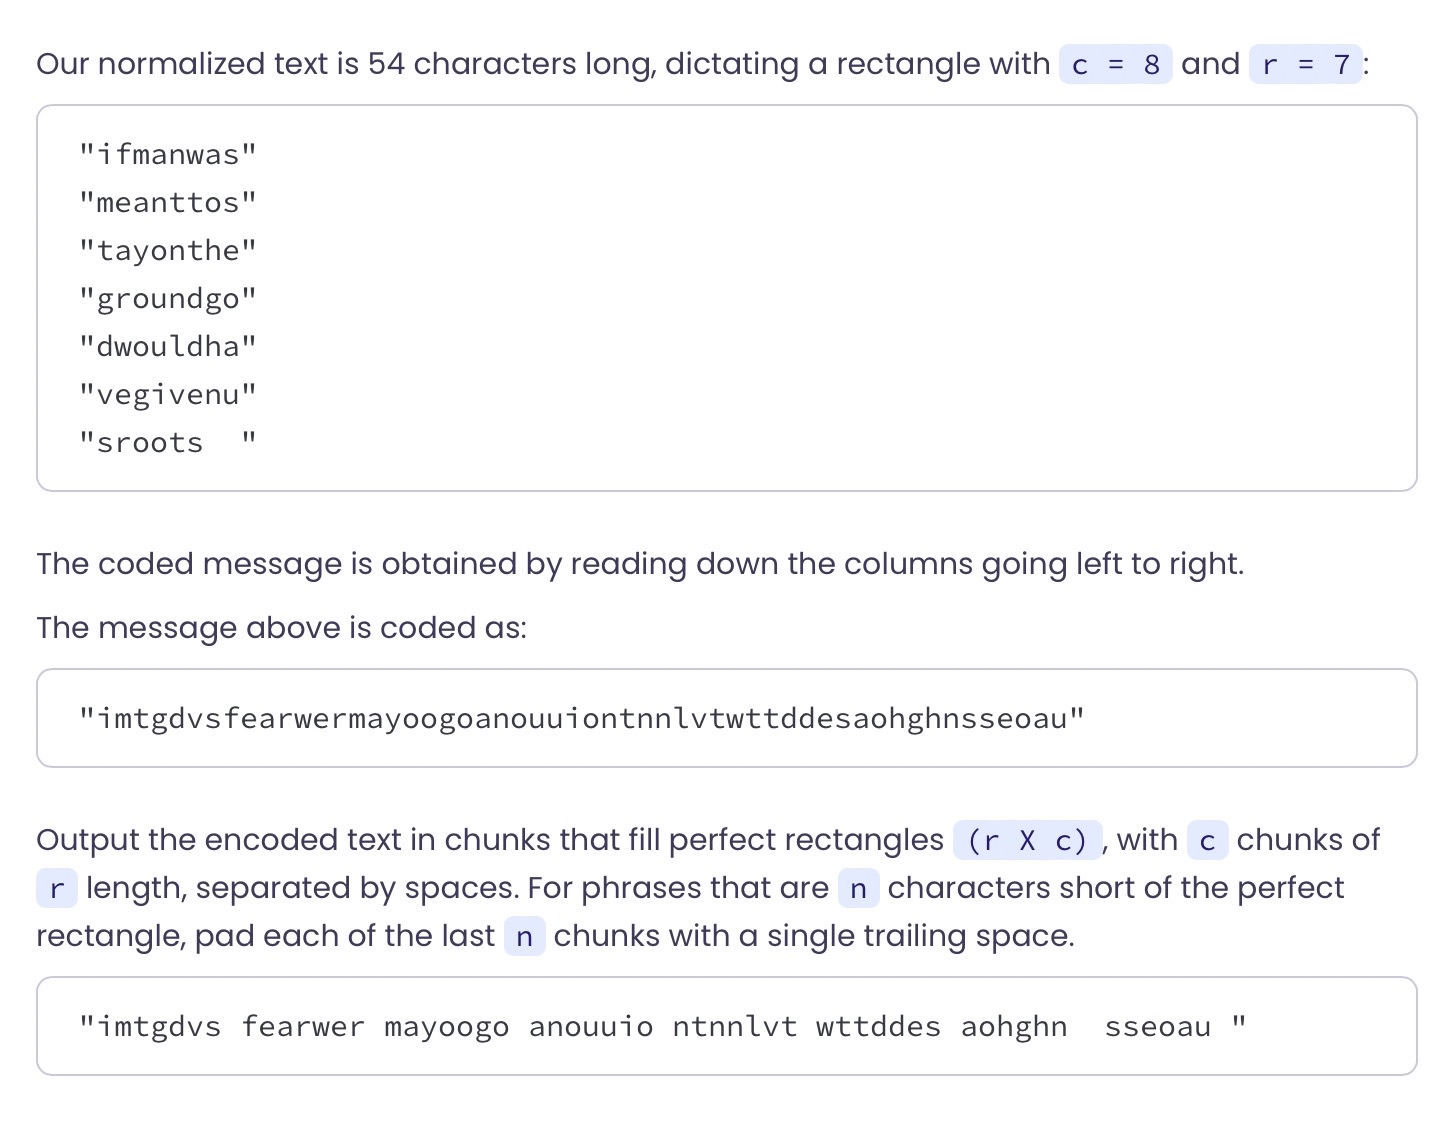 Our normalized text is 54 characters long, dictating a rectangle with c = 8 and r = 7:
"ifmanwas"
"meanttos"
"tayonthe"
"groundgo"
"dwouldha"
"vegivenu"
"sroots  "
The coded message is obtained by reading down the columns going left to right.
The message above is coded as:
"imtgdvsfearwermayoogoanouuiontnnlvtwttddesaohghnsseoau"
Output the encoded text in chunks that fill perfect rectangles (r X c), with c chunks of
r length, separated by spaces. For phrases that are n characters short of the perfect
rectangle, pad each of the last n chunks with a single trailing space.
"imtgdvs fearwer mayoogo anouuio ntnnlvt wttddes aohghn  sseoau "